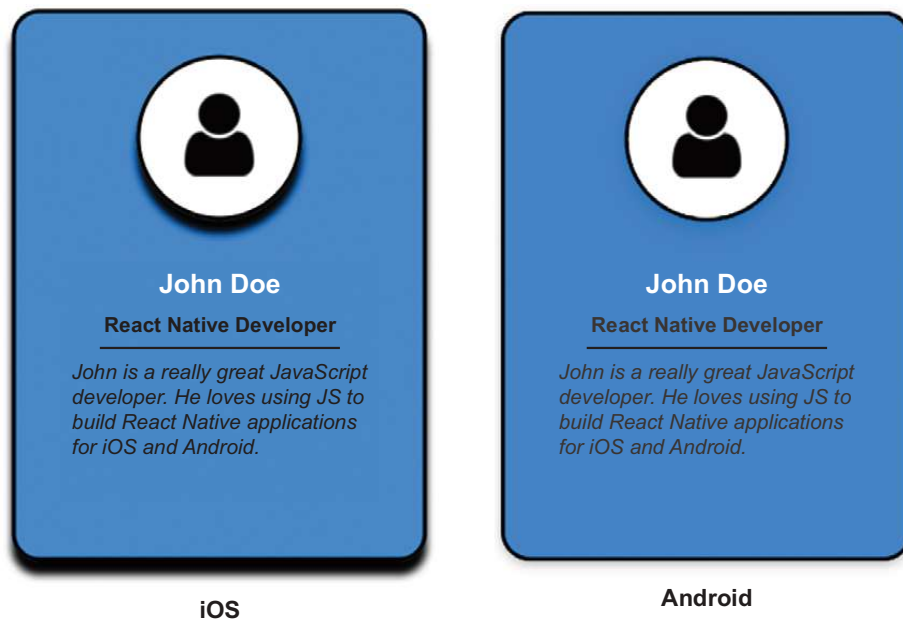 John Doe
React Native Developer
John is a really great JavaScript
developer. He loves using JS to
build React Native applications
for iOS and Android.
iOS
John Doe
React Native Developer
John is a really great JavaScript
developer. He loves using JS to
build React Native applications
for iOS and Android.
Android